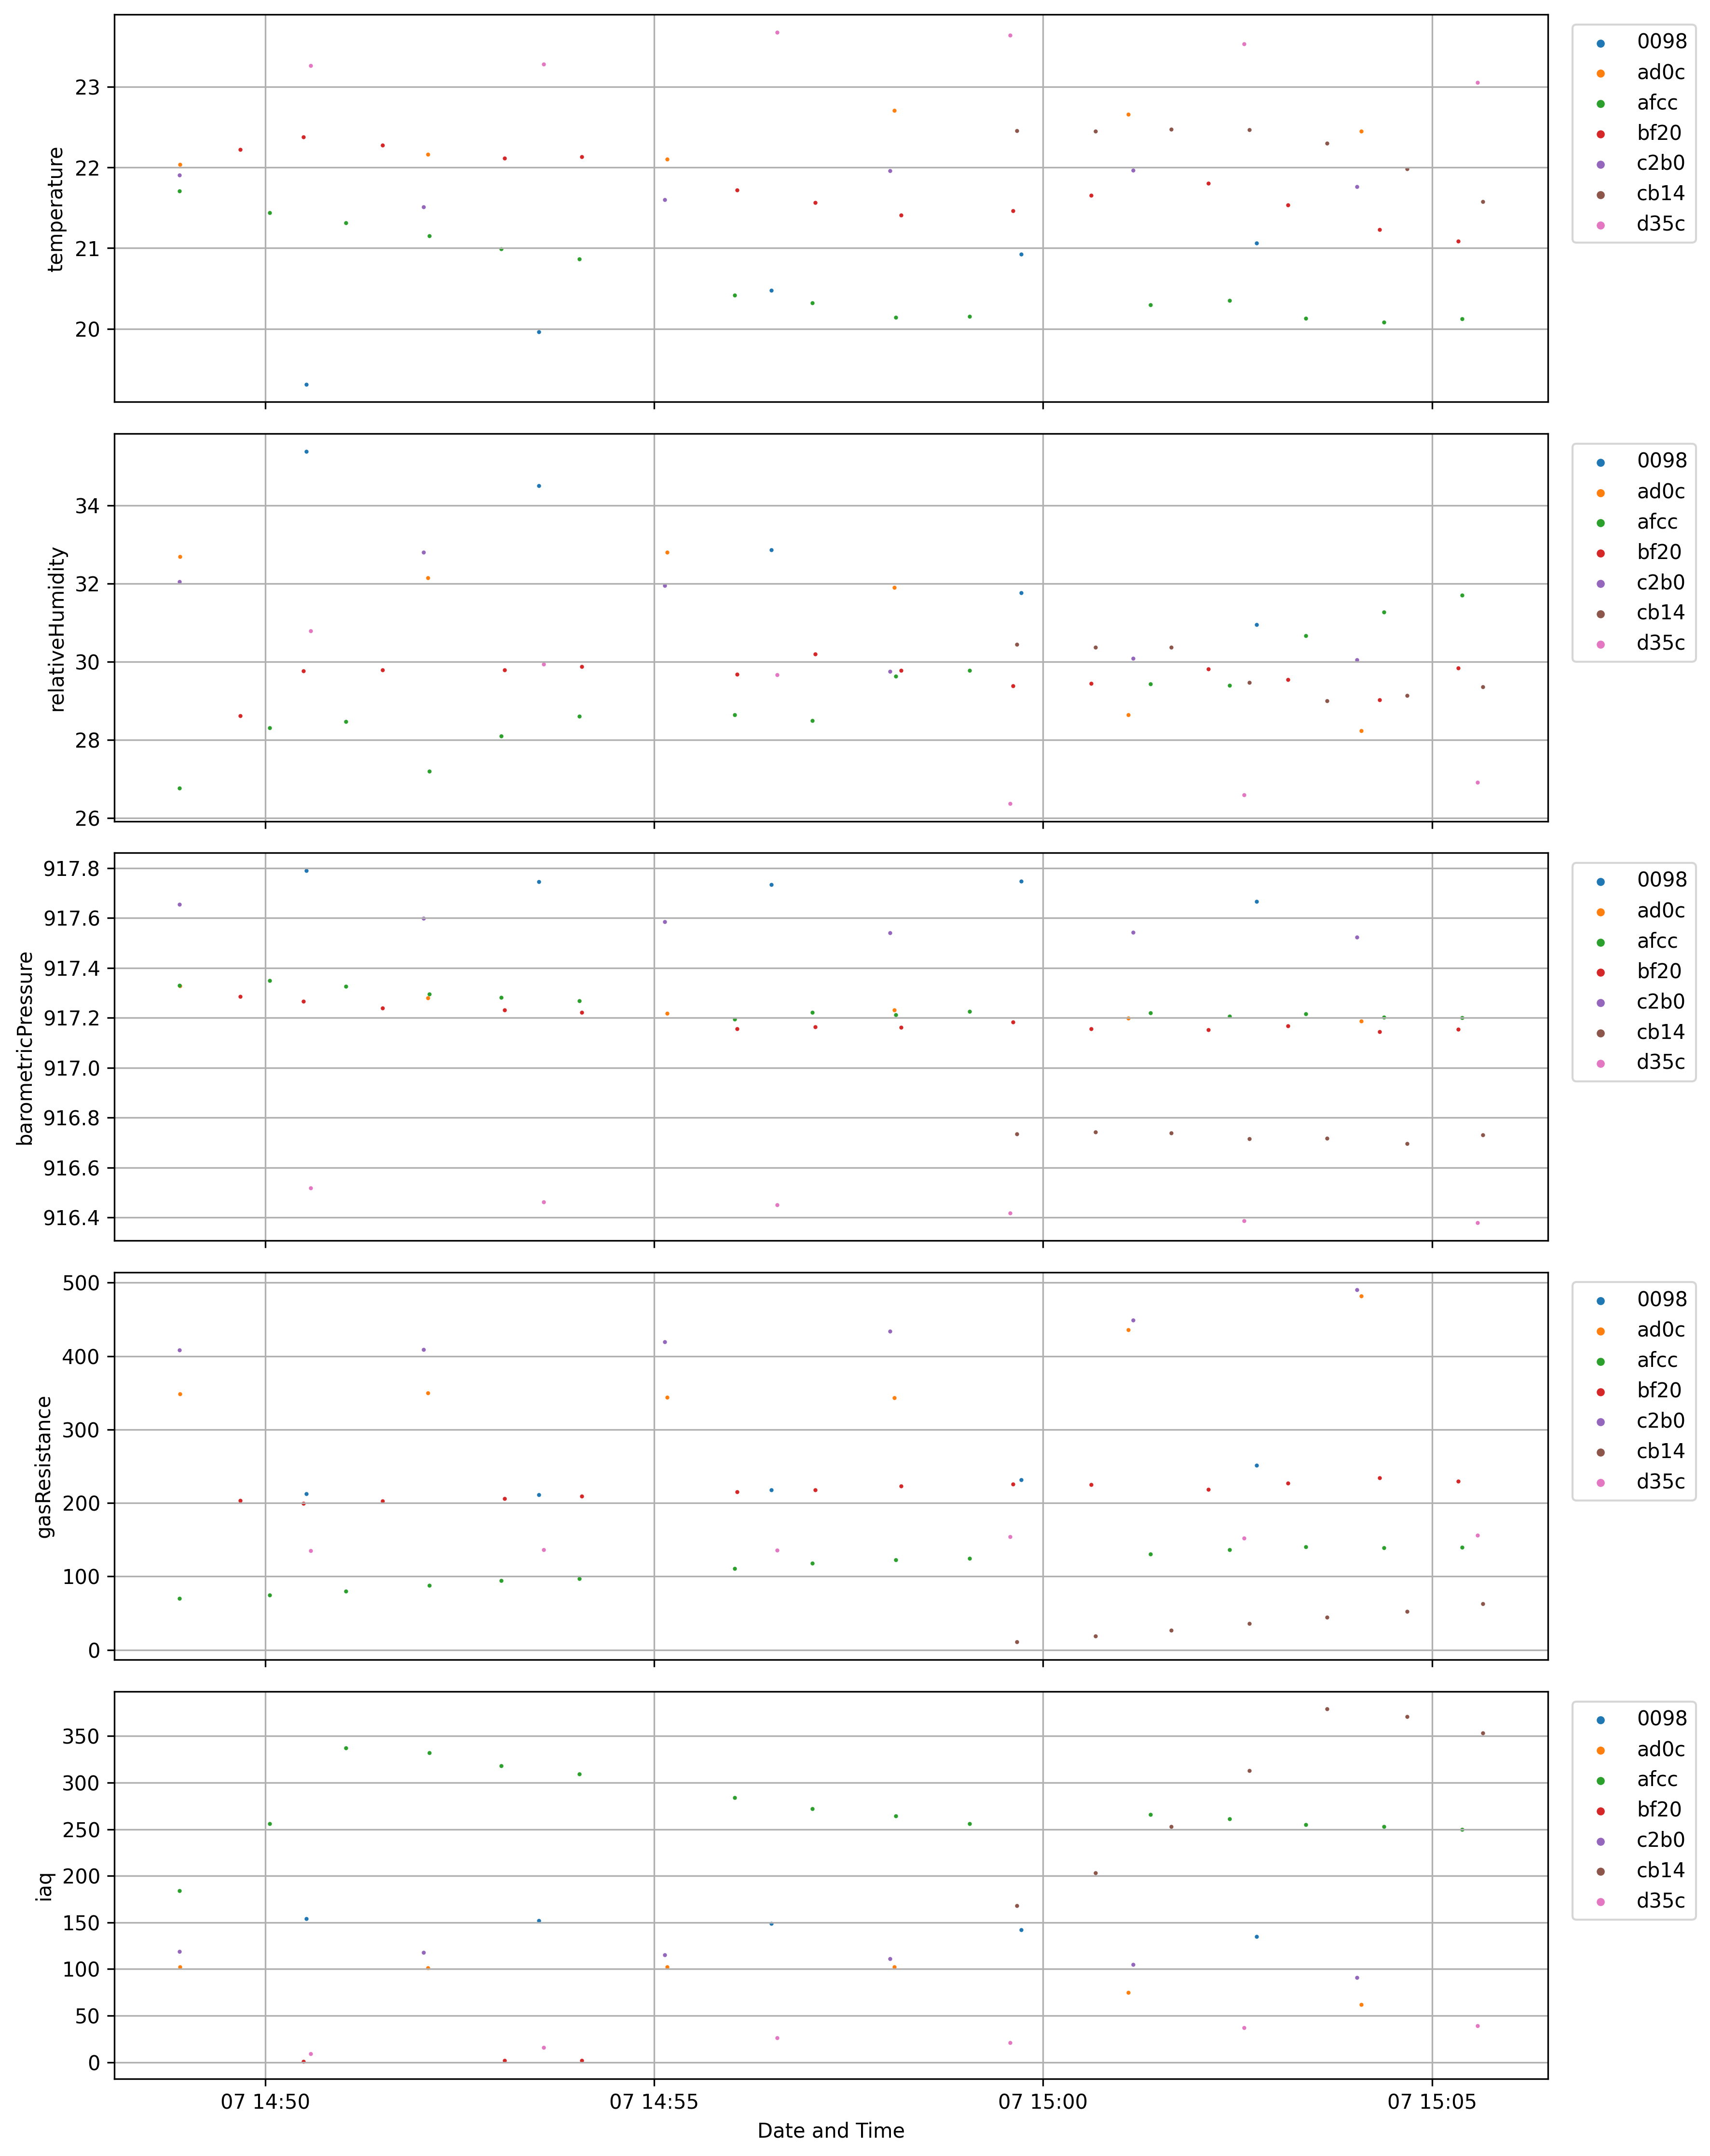 temperature
23
22
21
20
0098
ad0c
afcc
bf20
c2b0
cb14
d35c
relativeHumidity
34
32
30
28
26
0098
ad0c
afcc
bf20
c2b0
cb14
d35c
barometricPressure
917.8
917.6
917.4
917.2
917.0
916.8
916.6
916.4
0098
ad0c
afcc
bf20
c2b0
cb14
d35c
gasResistance
500
400
300
200
100
0
0098
ad0c
afcc
bf20
c2b0
cb14
d35c
iaq
350
300
250
200
150
100
50
0
0098
ad0c
afcc
bf20
c2b0
cb14
d35c
07 14:50 07 14:55 07 15:00 07 15:05
Date and Time